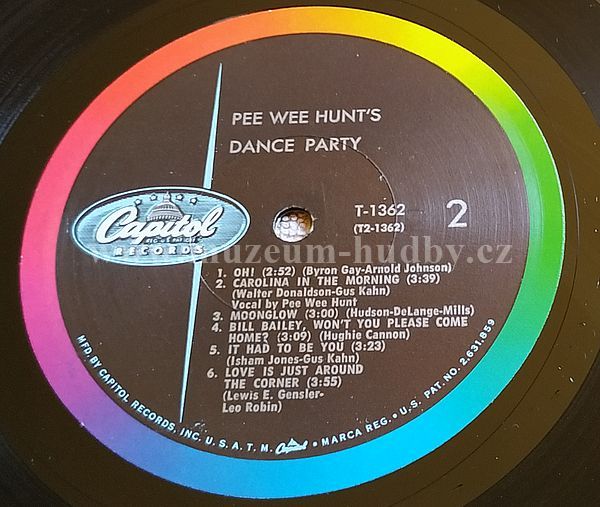 PEE WEE HUNT'S
DANCE PARTY
Capitol
REG. U.S. PAT. OFF.
RECORDS
T-1362
(T2-1362)
2
www.muzeum-hudby.cz
1. OH! (2:52) (Byron Gay-Arnold Johnson)
2. CAROLINA IN THE MORNING (3:39)
(Walter Donaldson-Gus Kahn)
Vocal by Pee Wee Hunt
3. MOONGLOW (3:00) (Hudson-DeLange-Mills)
4. BILL BAILEY, WON'T YOU PLEASE COME
HOME? (3:09) (Hughie Cannon)
5. IT HAD TO BE YOU (3:23)
(Isham Jones-Gus Kahn)
6. LOVE IS JUST AROUND
THE CORNER (3:55)
(Lewis E. Gensler-
Leo Robin)
MFD. BY CAPITOL RECORDS, INC. U. S. A. T. M. Capitol • MARCA REG. • U. S. PAT. NO. 2,631,859